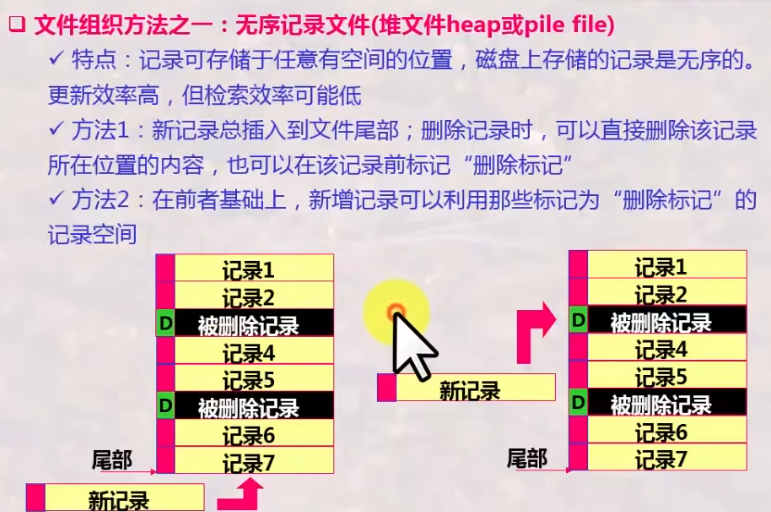 文件组织方法之一：无序记录文件(堆文件heap或pile file)
✓ 特点：记录可存储于任意有空间的位置，磁盘上存储的记录是无序的。
更新效率高，但检索效率可能低
✓ 方法1：新记录总插入到文件尾部；删除记录时，可以直接删除该记录
所在位置的内容，也可以在该记录前标记“删除标记”
✓ 方法2：在前者基础上，新增记录可以利用那些标记为“删除标记”的
记录空间
记录1
记录2
D 被删除记录
记录4
记录5
D 被删除记录
记录6
尾部
记录7
新记录
记录1
记录2
D 被删除记录
记录4
记录5
新记录
D 被删除记录
记录6
尾部
记录7